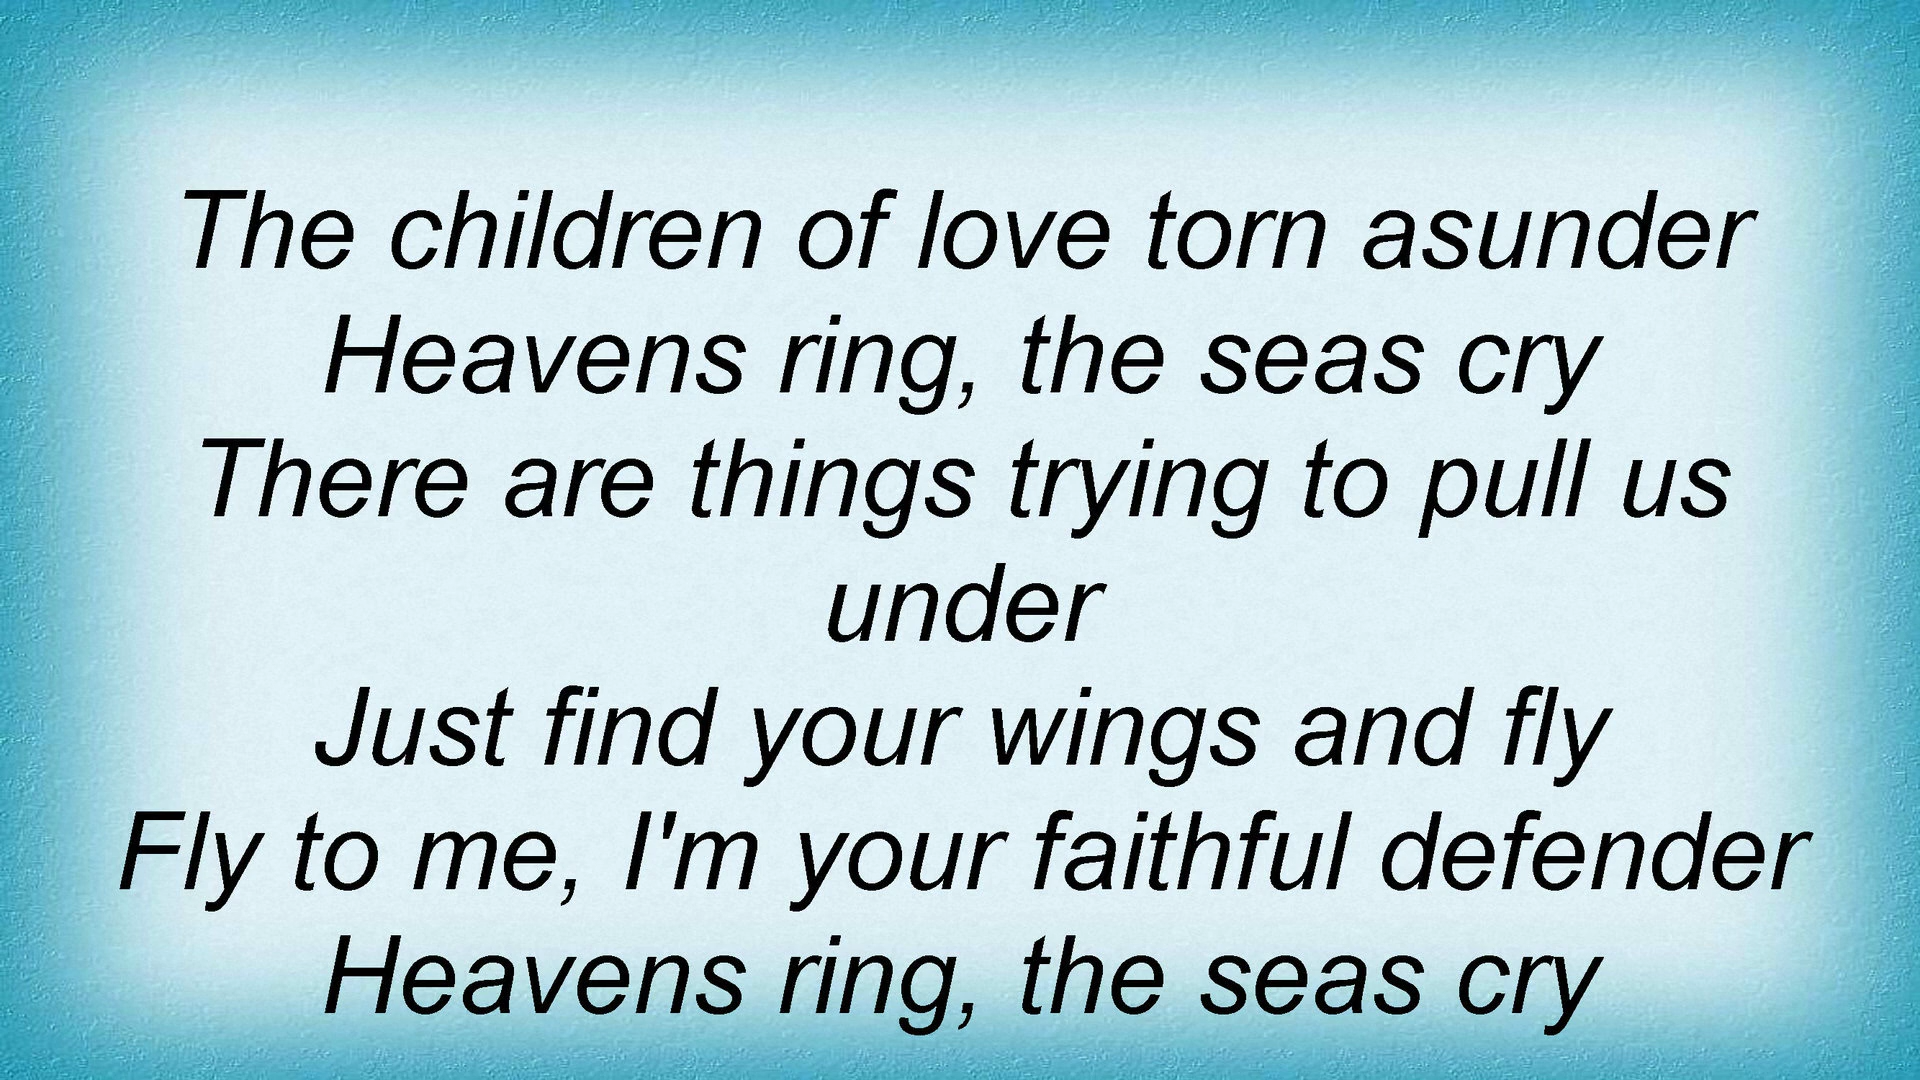 The children of love torn asunder
Heavens ring, the seas cry
There are things trying to pull us
under
Just find your wings and fly
Fly to me, I'm your faithful defender
Heavens ring, the seas cry